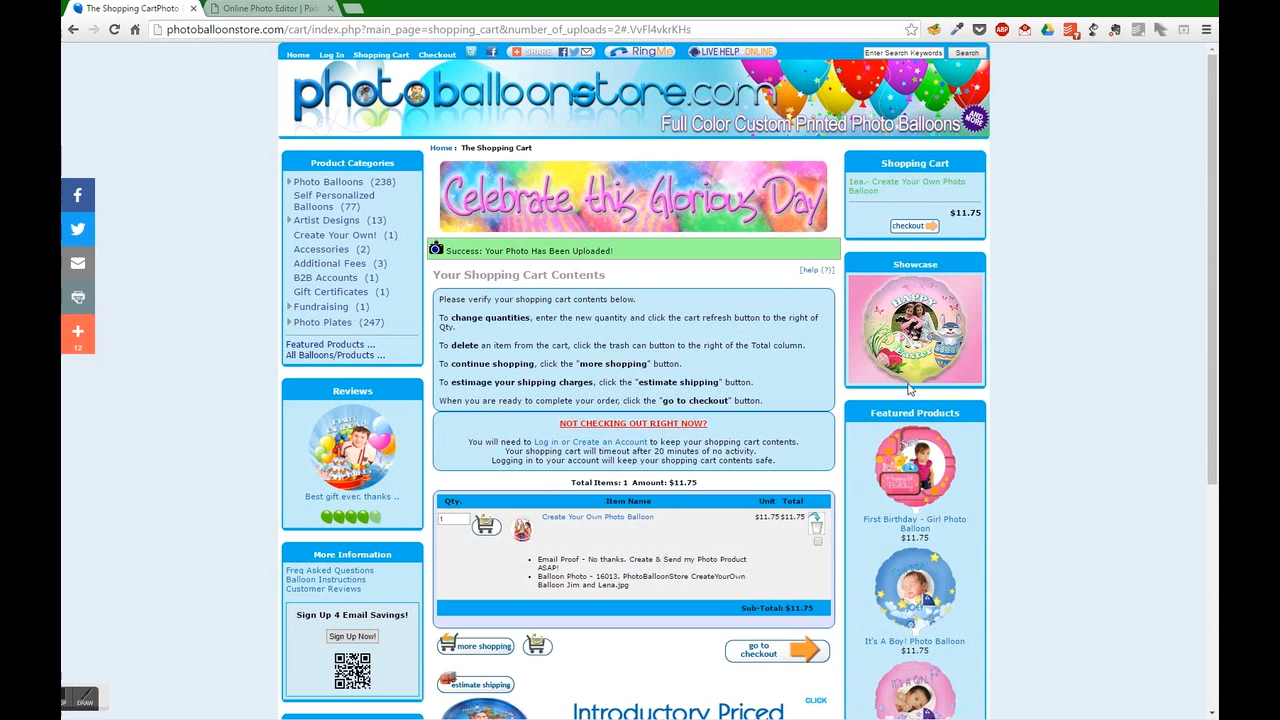 The Shopping CartPhoto
Online Photo Editor | Pixl
photoballoonstore.com/cart/index.php?main_page=shopping_cart&number_of_uploads=2#.VvFl4vkrKHs
Home Log In Shopping Cart Checkout SHARE RingMe LIVE HELP ONLINE Enter Search Keywords Search
photoballoonstore.com
Full Color Custom Printed Photo Balloons AND MORE
Home : The Shopping Cart
Product Categories
Photo Balloons (238)
Self Personalized
Balloons (77)
Artist Designs (13)
Create Your Own! (1)
Accessories (2)
Additional Fees (3)
B2B Accounts (1)
Gift Certificates (1)
Fundraising (1)
Photo Plates (247)
Featured Products ...
All Balloons/Products ...
12
Reviews
Best gift ever. thanks ..
More Information
Freq Asked Questions
Balloon Instructions
Customer Reviews
Sign Up 4 Email Savings!
Sign Up Now!
DRAW
Celebrate this Glorious Day
Success: Your Photo Has Been Uploaded!
Your Shopping Cart Contents
[help (?)]
Please verify your shopping cart contents below.
To change quantities, enter the new quantity and click the cart refresh button to the right of
Qty.
To delete an item from the cart, click the trash can button to the right of the Total column.
To continue shopping, click the "more shopping" button.
To estimage your shipping charges, click the "estimate shipping" button.
When you are ready to complete your order, click the "go to checkout" button.
NOT CHECKING OUT RIGHT NOW?
You will need to Log in or Create an Account to keep your shopping cart contents.
Your shopping cart will timeout after 20 minutes of no activity.
Logging in to your account will keep your shopping cart contents safe.
Total Items: 1 Amount: $11.75
Qty. Item Name Unit Total
1 Create Your Own Photo Balloon $11.75 $11.75
Email Proof - No thanks. Create & Send my Photo Product
ASAP!
Balloon Photo - 16013. PhotoBalloonStore CreateYourOwn
Balloon Jim and Lena.jpg
Sub-Total: $11.75
more shopping
go to
checkout
estimate shipping
CLICK
Introductory Priced
Shopping Cart
1ea.- Create Your Own Photo
Balloon
$11.75
checkout
Showcase
HAPPY
Easter
Featured Products
First Birthday - Girl Photo
Balloon
$11.75
It's A Boy! Photo Balloon
$11.75